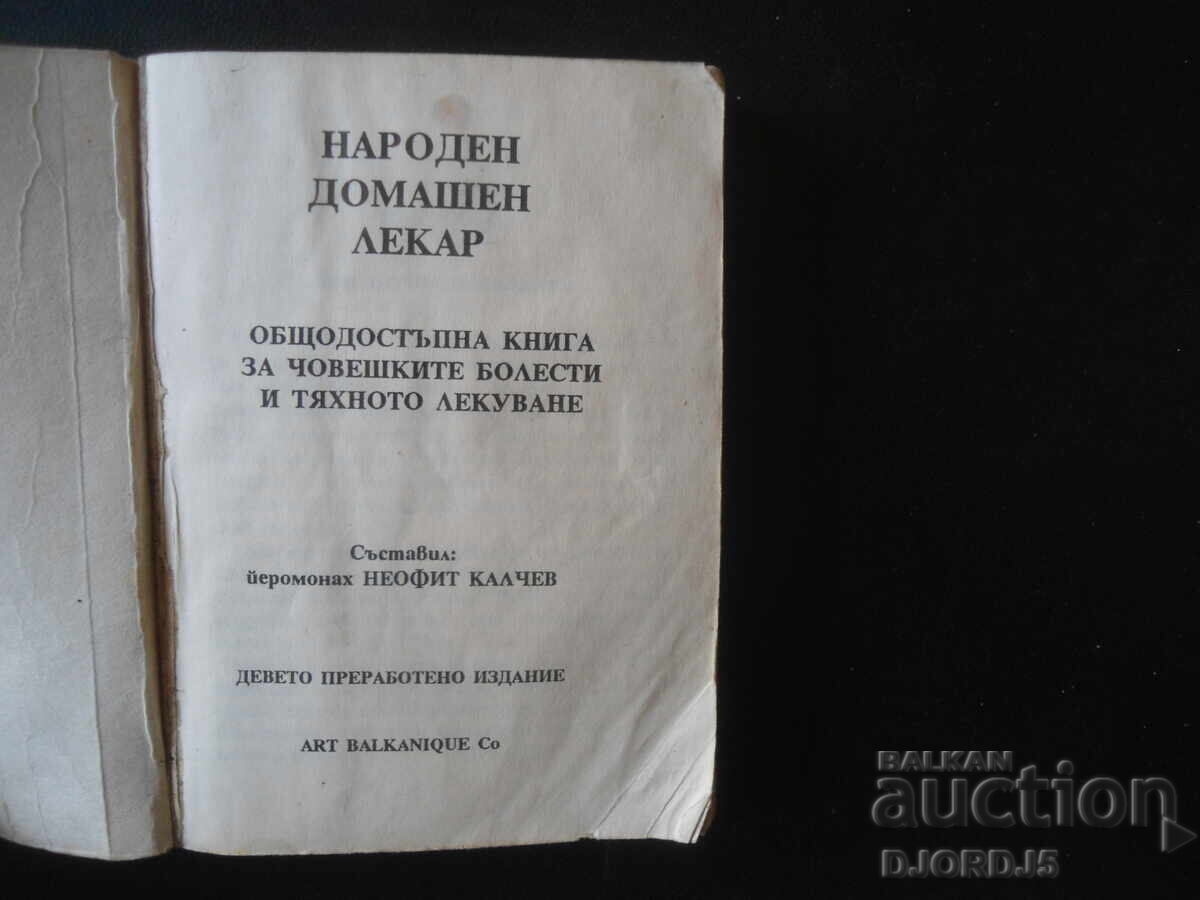 НАРОДЕН
ДОМАШЕН
ЛЕКАР
ОБЩОДОСТЪПНА КНИГА
ЗА ЧОВЕШКИТЕ БОЛЕСТИ
И ТЯХНОТО ЛЕКУВАНЕ
Съставил:
йеромонах НЕОФИТ КАЛЧЕВ
ДЕВЕТО ПРЕРАБОТЕНО ИЗДАНИЕ
ART BALKANIQUE Co
BALKAN
auction
DJORDJ5